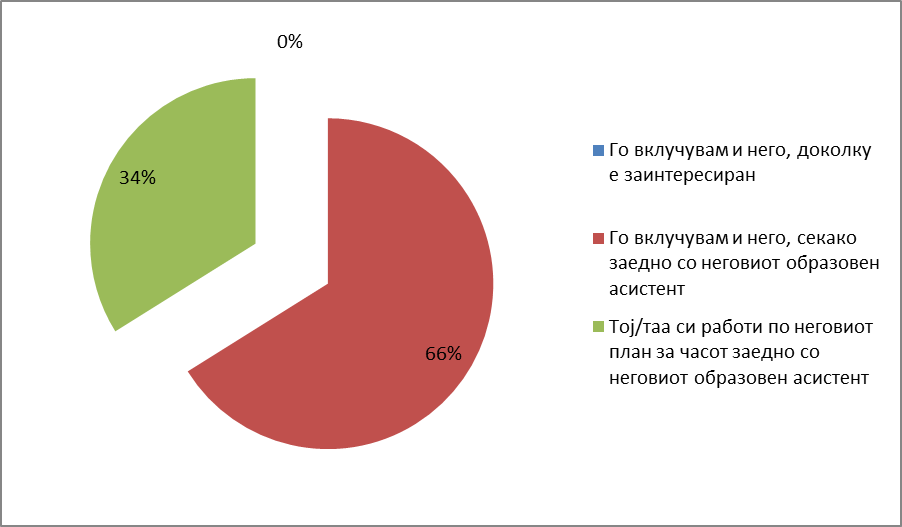 0%
34%
66%
Го вклучувам и него, доколку
е заинтересиран
Го вклучувам и него, секако
заедно со неговиот образовен
асистент
Тој/таа си работи по неговиот
план за часот заедно со
неговиот образовен асистент